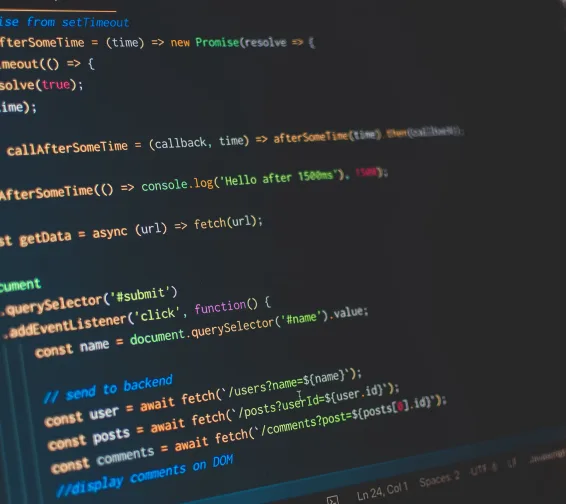 ise from setTimeout
fterSomeTime = (time) => new Promise(resolve => {
meout(() => {
solve(true);
ime);
callAfterSomeTime = (callback, time) => afterSomeTime(time).then(callback);
AfterSomeTime(() => console.log('Hello after 1500ms'), 1500);
st getData = async (url) => fetch(url);
cument
.querySelector('#submit')
.addEventListener('click', function() {
const name = document.querySelector('#name').value;
// send to backend
const user = await fetch(`/users?name=${name}`);
const posts = await fetch(`/posts?userId=${user.id}`);
const comments = await fetch(`/comments?post=${posts[0].id}`);
//display comments on DOM
Ln 24, Col 1 Spaces: 2 UTF-8 LF Javascript